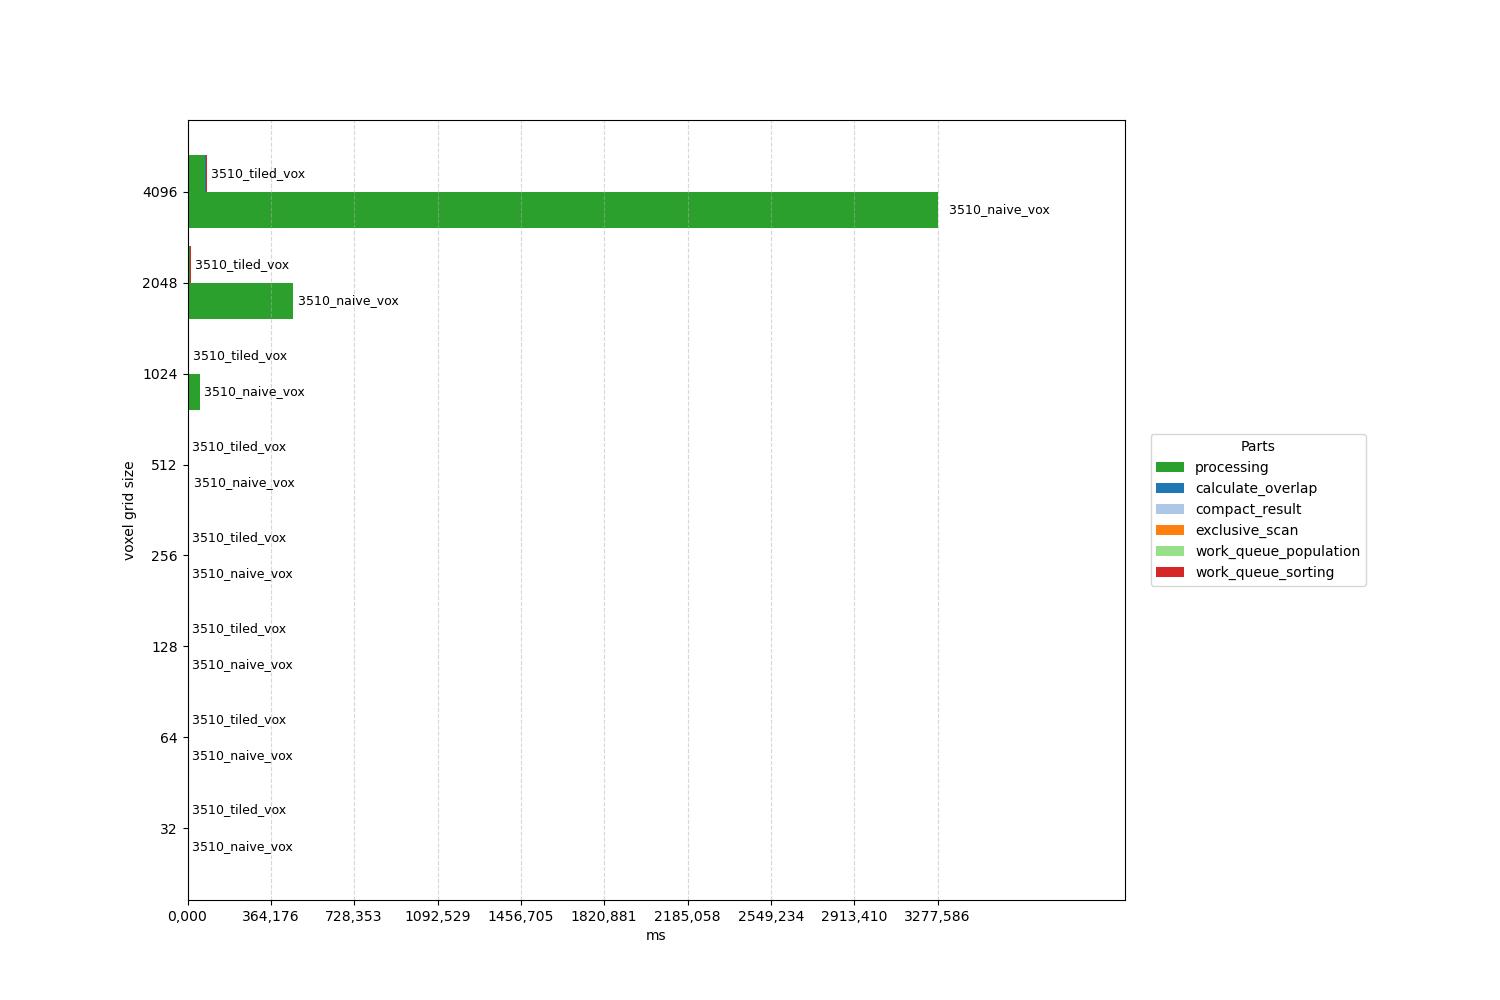 3510_tiled_vox
4096
3510_naive_vox
3510_tiled_vox
2048
3510_naive_vox
3510_tiled_vox
1024
3510_naive_vox
3510_tiled_vox
512
3510_naive_vox
3510_tiled_vox
256
3510_naive_vox
3510_tiled_vox
128
3510_naive_vox
3510_tiled_vox
64
3510_naive_vox
3510_tiled_vox
32
3510_naive_vox
voxel grid size
0,000 364,176 728,353 1092,529 1456,705 1820,881 2185,058 2549,234 2913,410 3277,586
ms
Parts
processing
calculate_overlap
compact_result
exclusive_scan
work_queue_population
work_queue_sorting